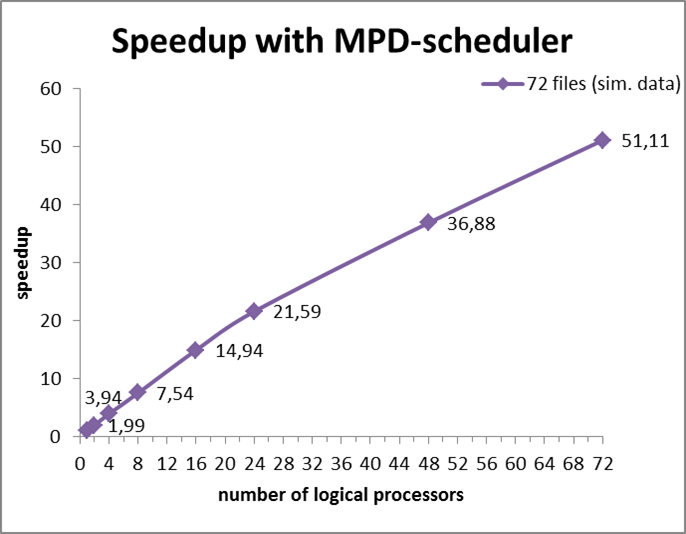 Speedup with MPD-scheduler
72 files (sim. data)
60
50
40
30
20
10
0
speedup
51,11
36,88
21,59
14,94
7,54
3,94
1,99
0 4 8 12 16 20 24 28 32 36 40 44 48 52 56 60 64 68 72
number of logical processors